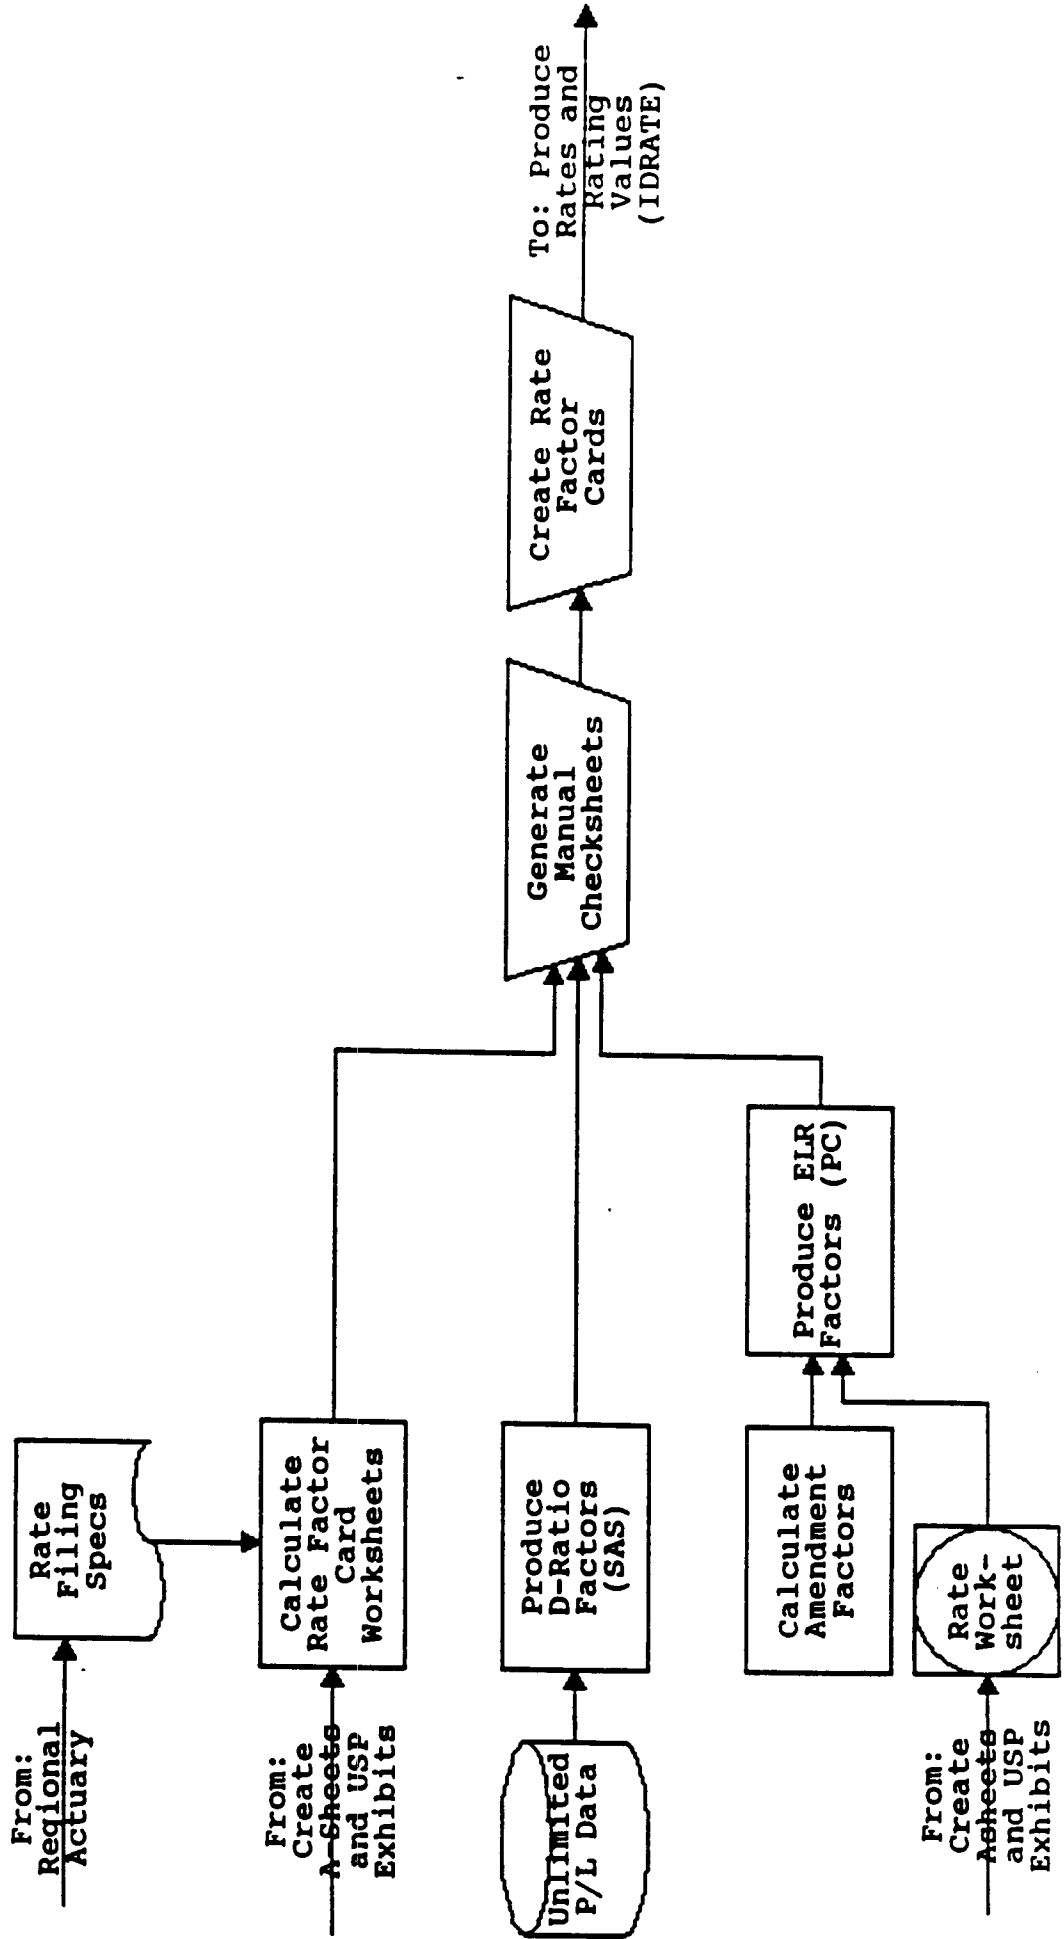 From:
Regional
Actuary
Rate
Filing
Specs
From:
Create
A-Sheets
and USP
Exhibits
Calculate
Rate Factor
Card
Worksheets
Unlimited
P/L Data
Produce
D-Ratio
Factors
(SAS)
Calculate
Amendment
Factors
From:
Create
Asheets
and USP
Exhibits
Rate
Work-
sheet
Produce ELR
Factors (PC)
Generate
Manual
Checksheets
Create Rate
Factor
Cards
To: Produce
Rates and
Rating
Values
(IDRATE)